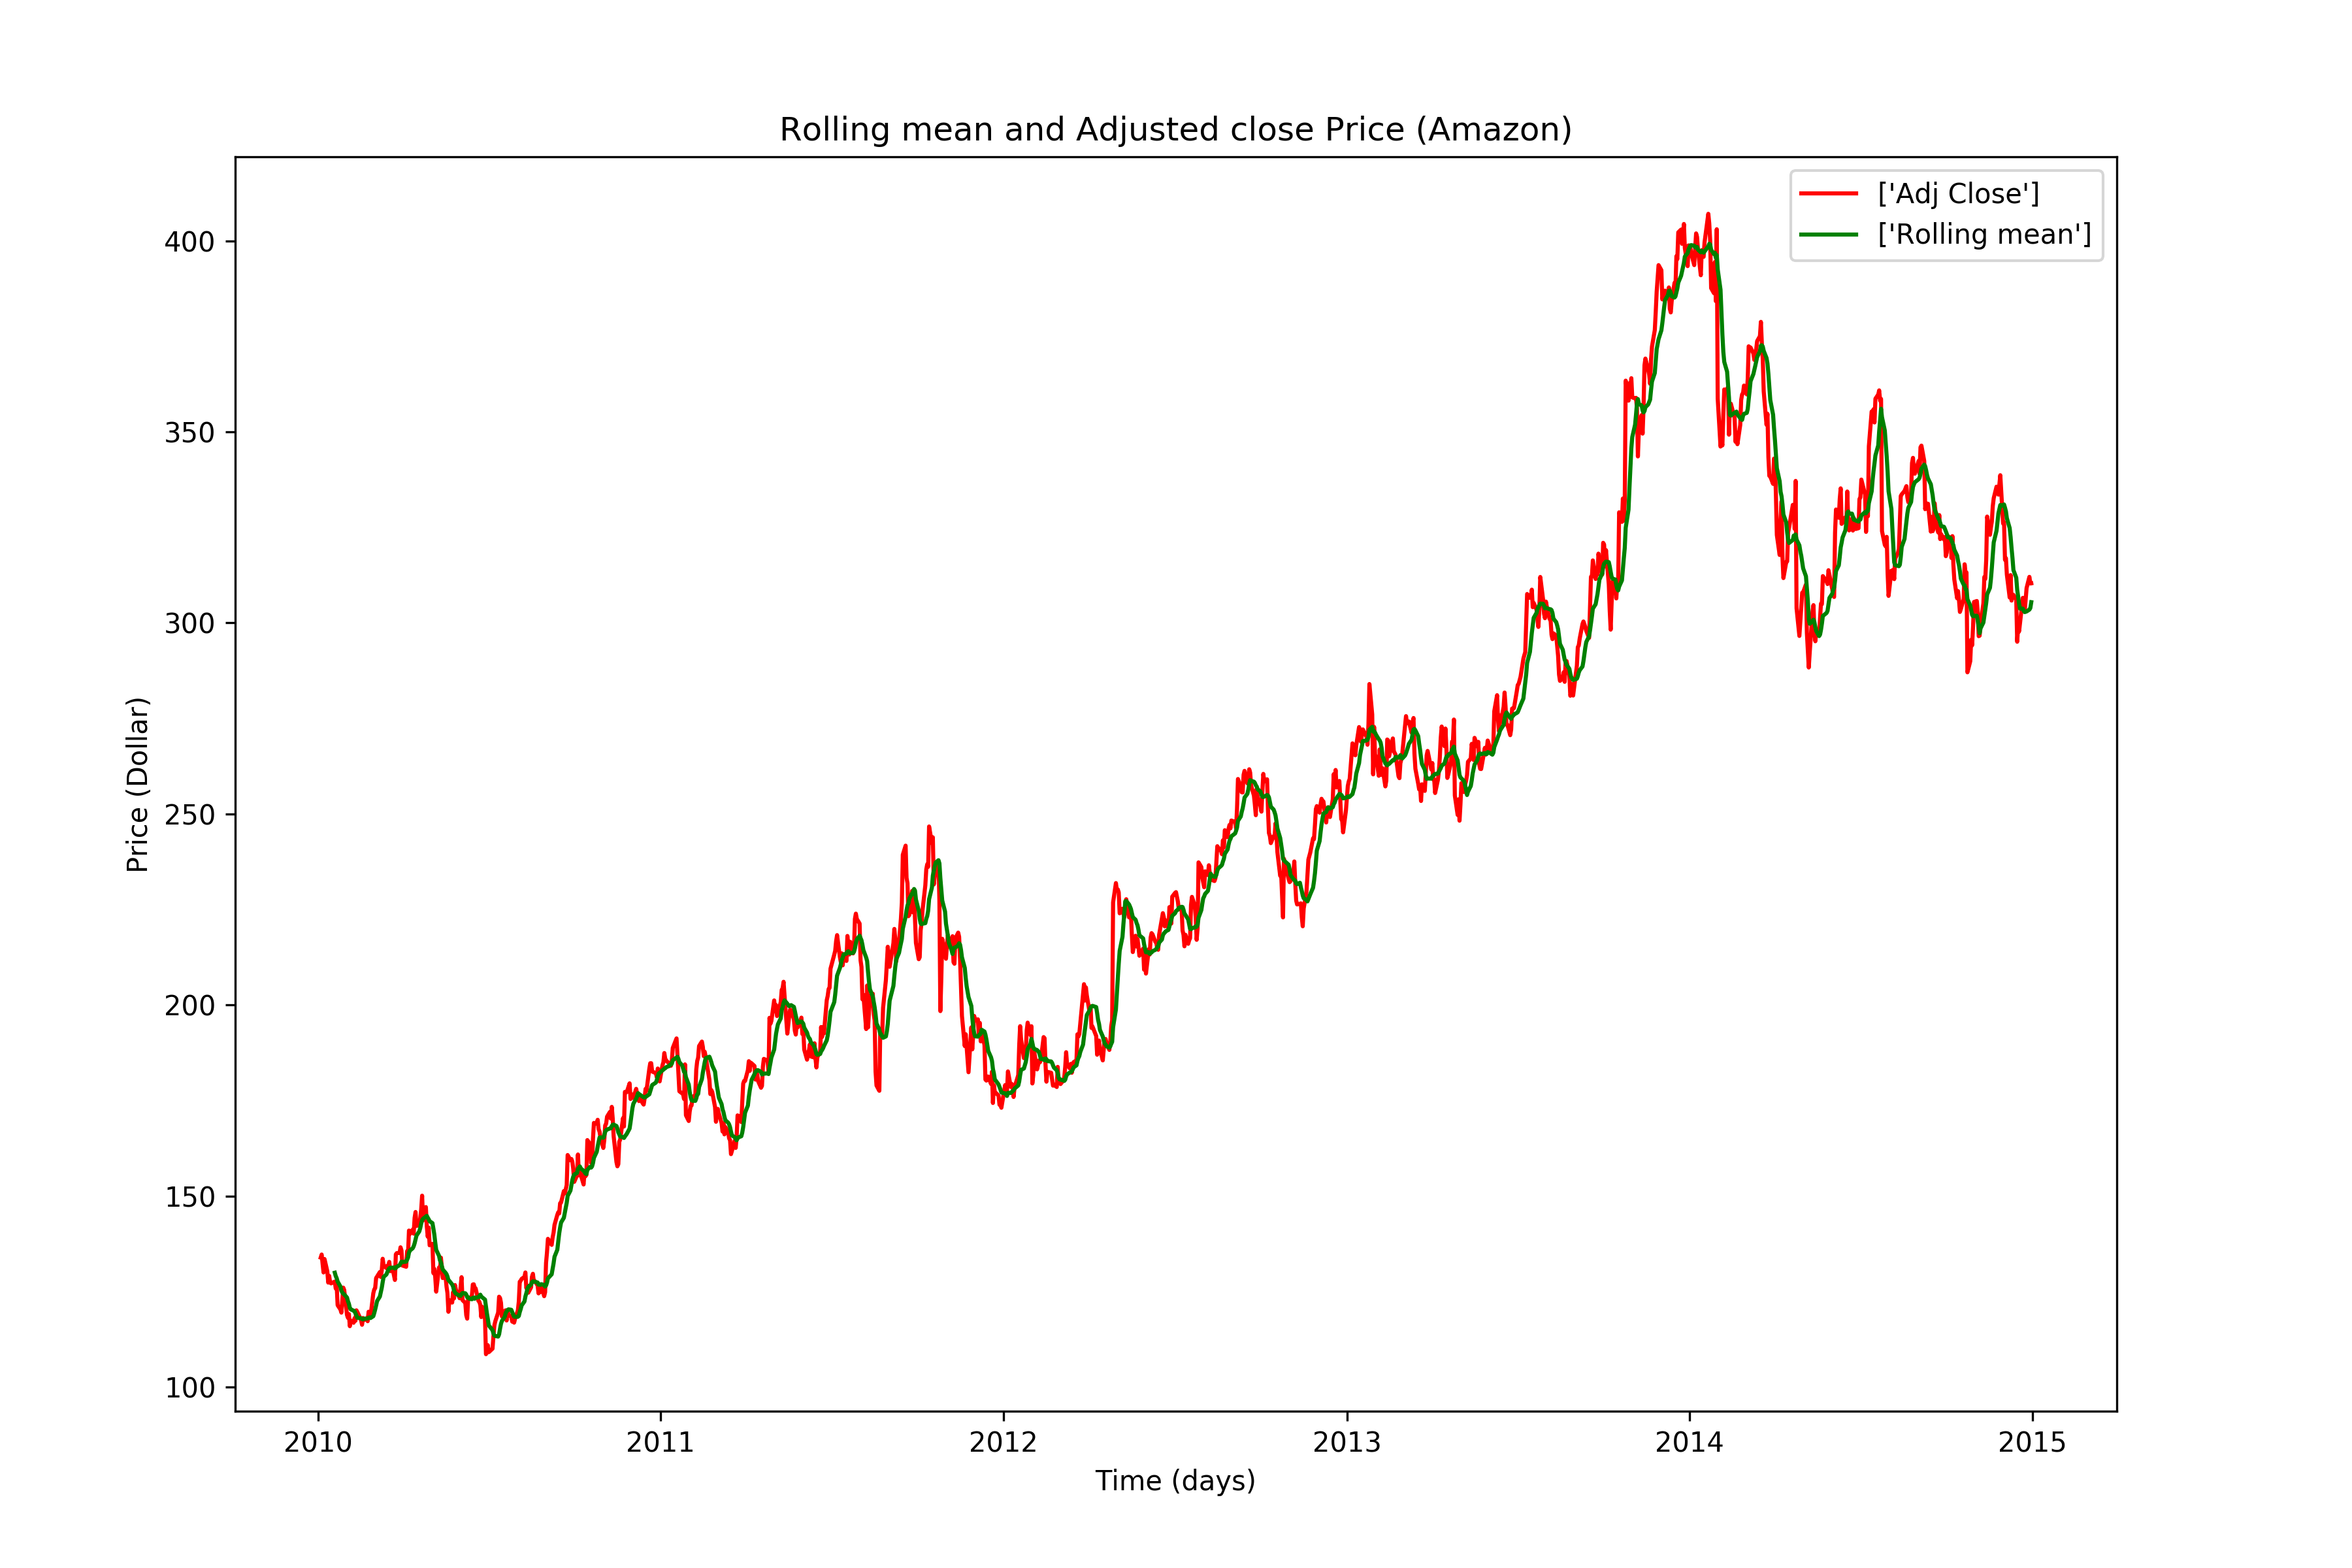 Rolling mean and Adjusted close Price (Amazon)
['Adj Close']
['Rolling mean']
400
350
300
250
200
150
100
Price (Dollar)
2010 2011 2012 2013 2014 2015
Time (days)